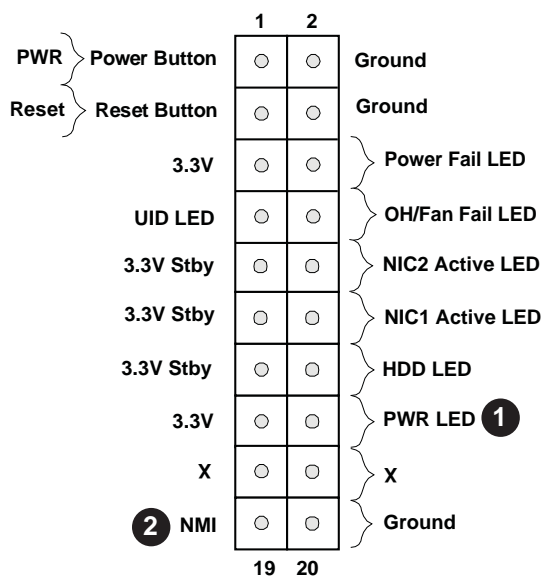 1 2
PWR Power Button Ground
Reset Reset Button Ground
3.3V Power Fail LED
UID LED OH/Fan Fail LED
3.3V Stby NIC2 Active LED
3.3V Stby NIC1 Active LED
3.3V Stby HDD LED
3.3V PWR LED 1
X X
2 NMI Ground
19 20